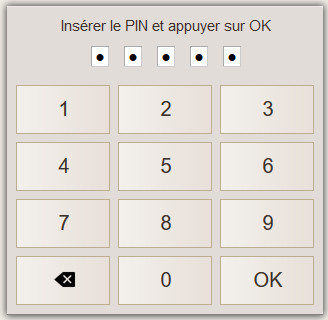 Insérer le PIN et appuyer sur OK
● ● ● ● ●
1 2 3
4 5 6
7 8 9
0 OK